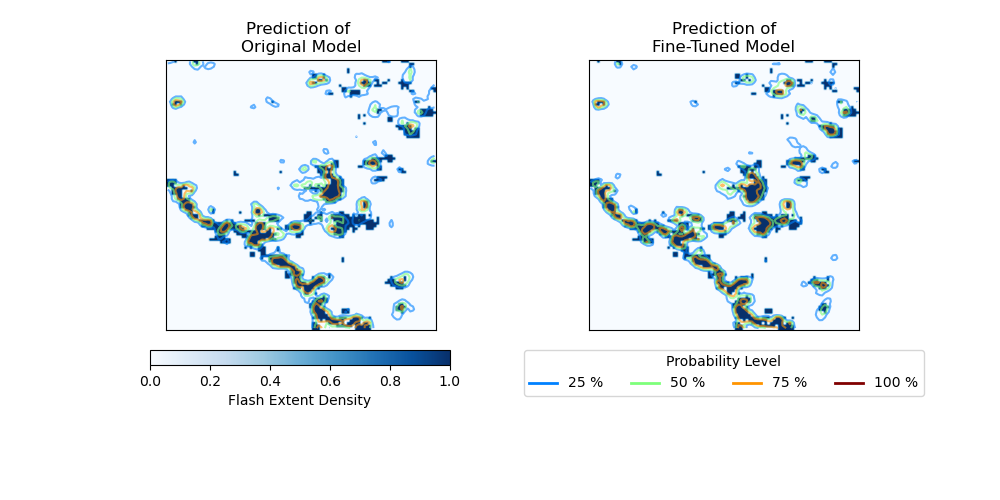 Prediction of
Original Model
Prediction of
Fine-Tuned Model
0.0 0.2 0.4 0.6 0.8 1.0
Flash Extent Density
Probability Level
25 % 50 % 75 % 100 %